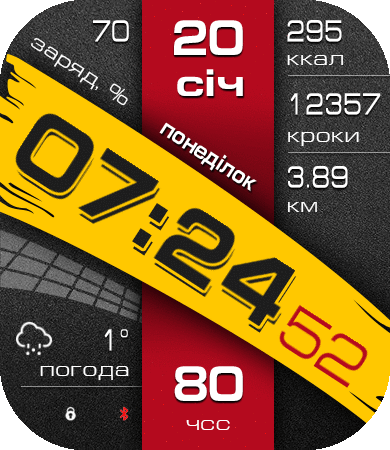 70
заряд, %
20
січ
понеділок
295
ккал
12357
кроки
3.89
км
07:24
52
1°
погода
80
чсс